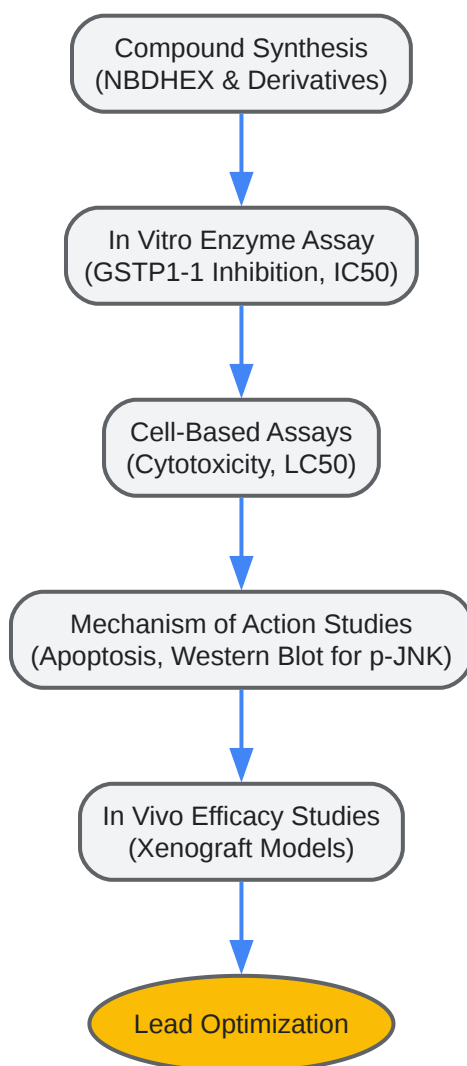 Compound Synthesis
(NBDHEX & Derivatives)
In Vitro Enzyme Assay
(GSTP1-1 Inhibition, IC50)
Cell-Based Assays
(Cytotoxicity, LC50)
Mechanism of Action Studies
(Apoptosis, Western Blot for p-JNK)
In Vivo Efficacy Studies
(Xenograft Models)
Lead Optimization